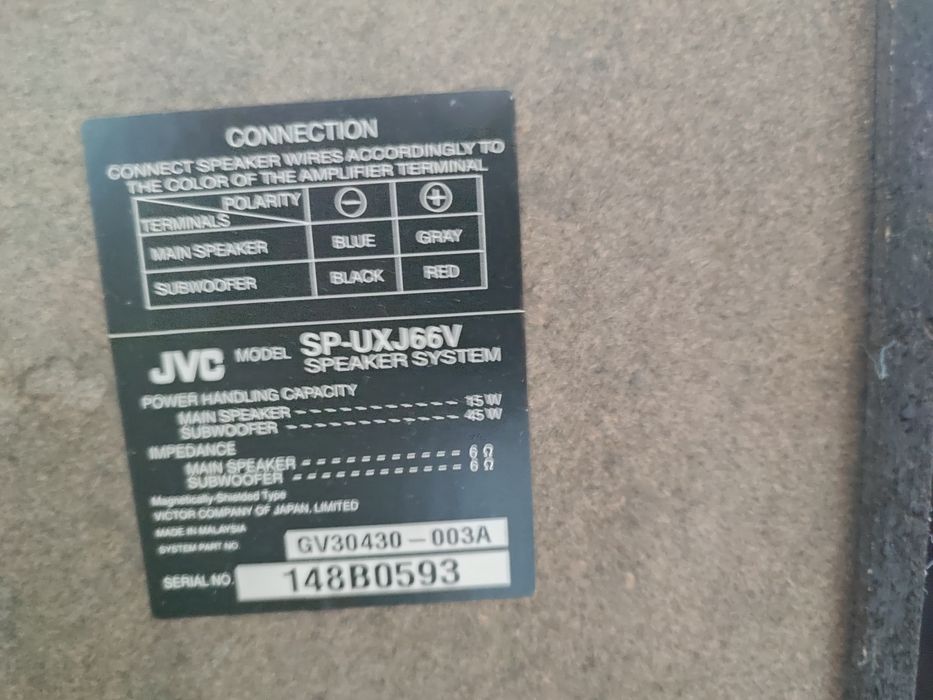 CONNECTION
CONNECT SPEAKER WIRES ACCORDINGLY TO
THE COLOR OF THE AMPLIFIER TERMINAL
POLARITY ⊖ ⊕
TERMINALS
MAIN SPEAKER BLUE GRAY
SUBWOOFER BLACK RED
JVC MODEL SP-UXJ66V
SPEAKER SYSTEM
POWER HANDLING CAPACITY
MAIN SPEAKER 15W
SUBWOOFER 45W
IMPEDANCE
MAIN SPEAKER 6 Ω
SUBWOOFER 6 Ω
Magnetically-Shielded Type
VICTOR COMPANY OF JAPAN, LIMITED
MADE IN MALAYSIA
SYSTEM PART NO. GV30430-003A
SERIAL NO. 148B0593